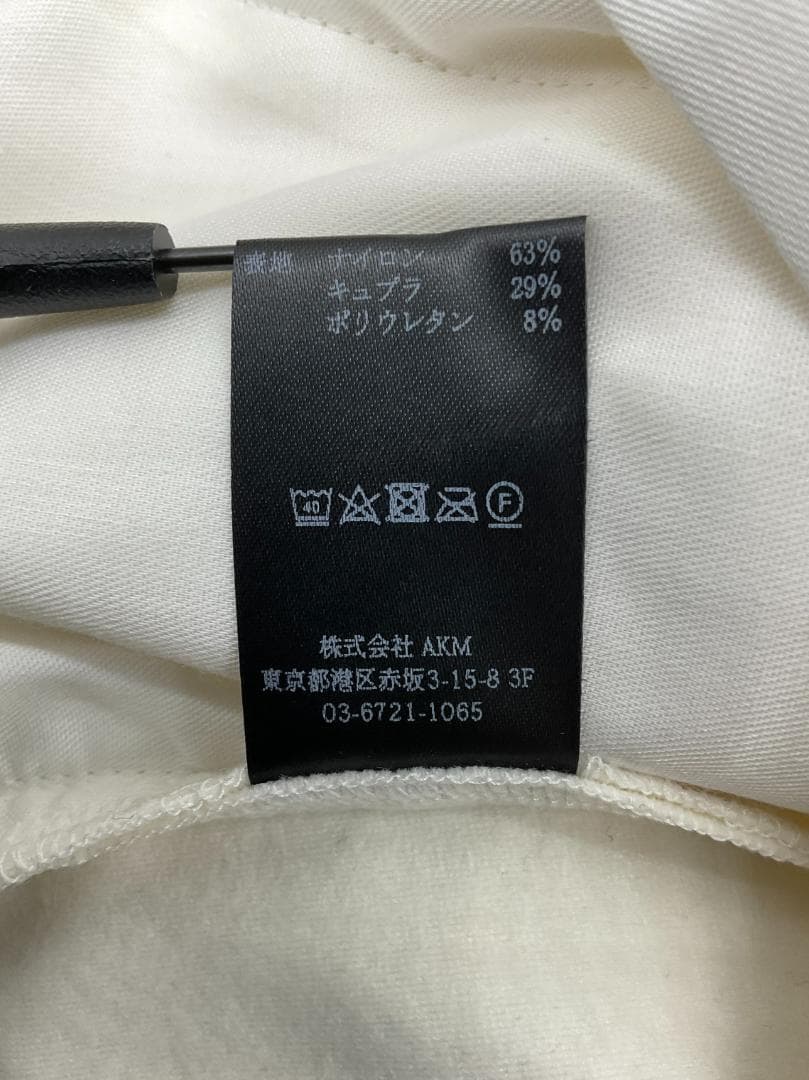 表地 ナイロン 63%
キュプラ 29%
ポリウレタン 8%
40 F
株式会社 AKM
東京都港区赤坂3-15-8 3F
03-6721-1065